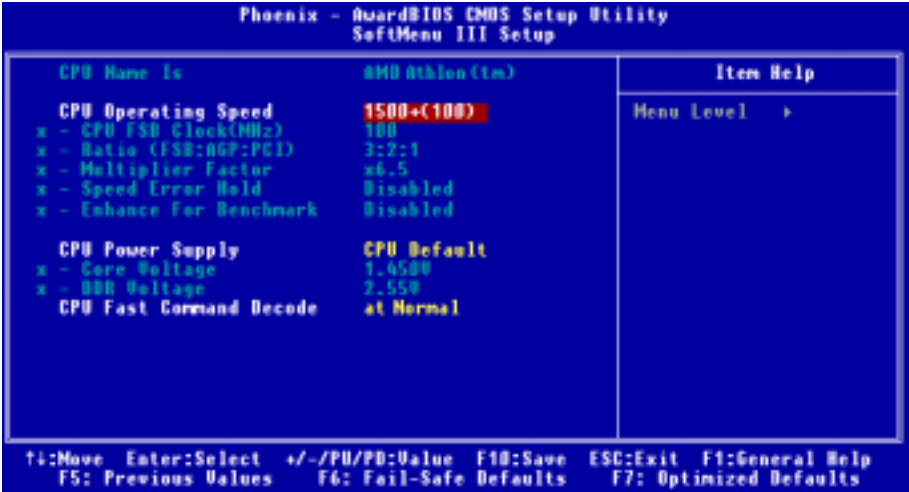 Phoenix - AwardBIOS CMOS Setup Utility
SoftMenu III Setup
CPU Name Is AMD Athlon(tm)
Item Help
CPU Operating Speed 1500+(100)
Menu Level ▸
x - CPU FSB Clock(MHz) 100
x - Ratio (FSB:AGP:PCI) 3:2:1
x - Multiplier Factor x6.5
x - Speed Error Hold Disabled
x - Enhance For Benchmark Disabled
CPU Power Supply CPU Default
x - Core Voltage 1.450V
x - DDR Voltage 2.55V
CPU Fast Command Decode at Normal
↑↓:Move Enter:Select +/-/PU/PD:Value F10:Save ESC:Exit F1:General Help
F5: Previous Values F6: Fail-Safe Defaults F7: Optimized Defaults